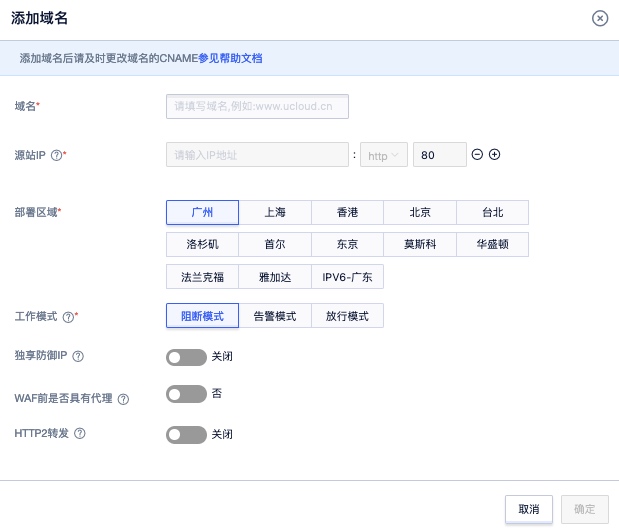 添加域名
添加域名后请及时更改域名的CNAME参见帮助文档
域名* 请填写域名,例如:www.ucloud.cn
源站IP ?* 请输入IP地址 : http 80
部署区域* 广州 上海 香港 北京 台北
洛杉矶 首尔 东京 莫斯科 华盛顿
法兰克福 雅加达 IPV6-广东
工作模式 ?* 阻断模式 告警模式 放行模式
独享防御IP ? 关闭
WAF前是否具有代理 ? 否
HTTP2转发 ? 关闭
取消 确定